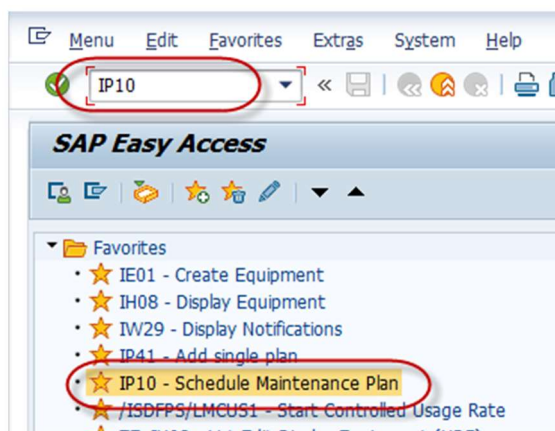 Menu Edit Favorites Extras System Help
IP10
SAP Easy Access
Favorites
IE01 - Create Equipment
IH08 - Display Equipment
IW29 - Display Notifications
IP41 - Add single plan
IP10 - Schedule Maintenance Plan
/ISDFPS/LMCUS1 - Start Controlled Usage Rate